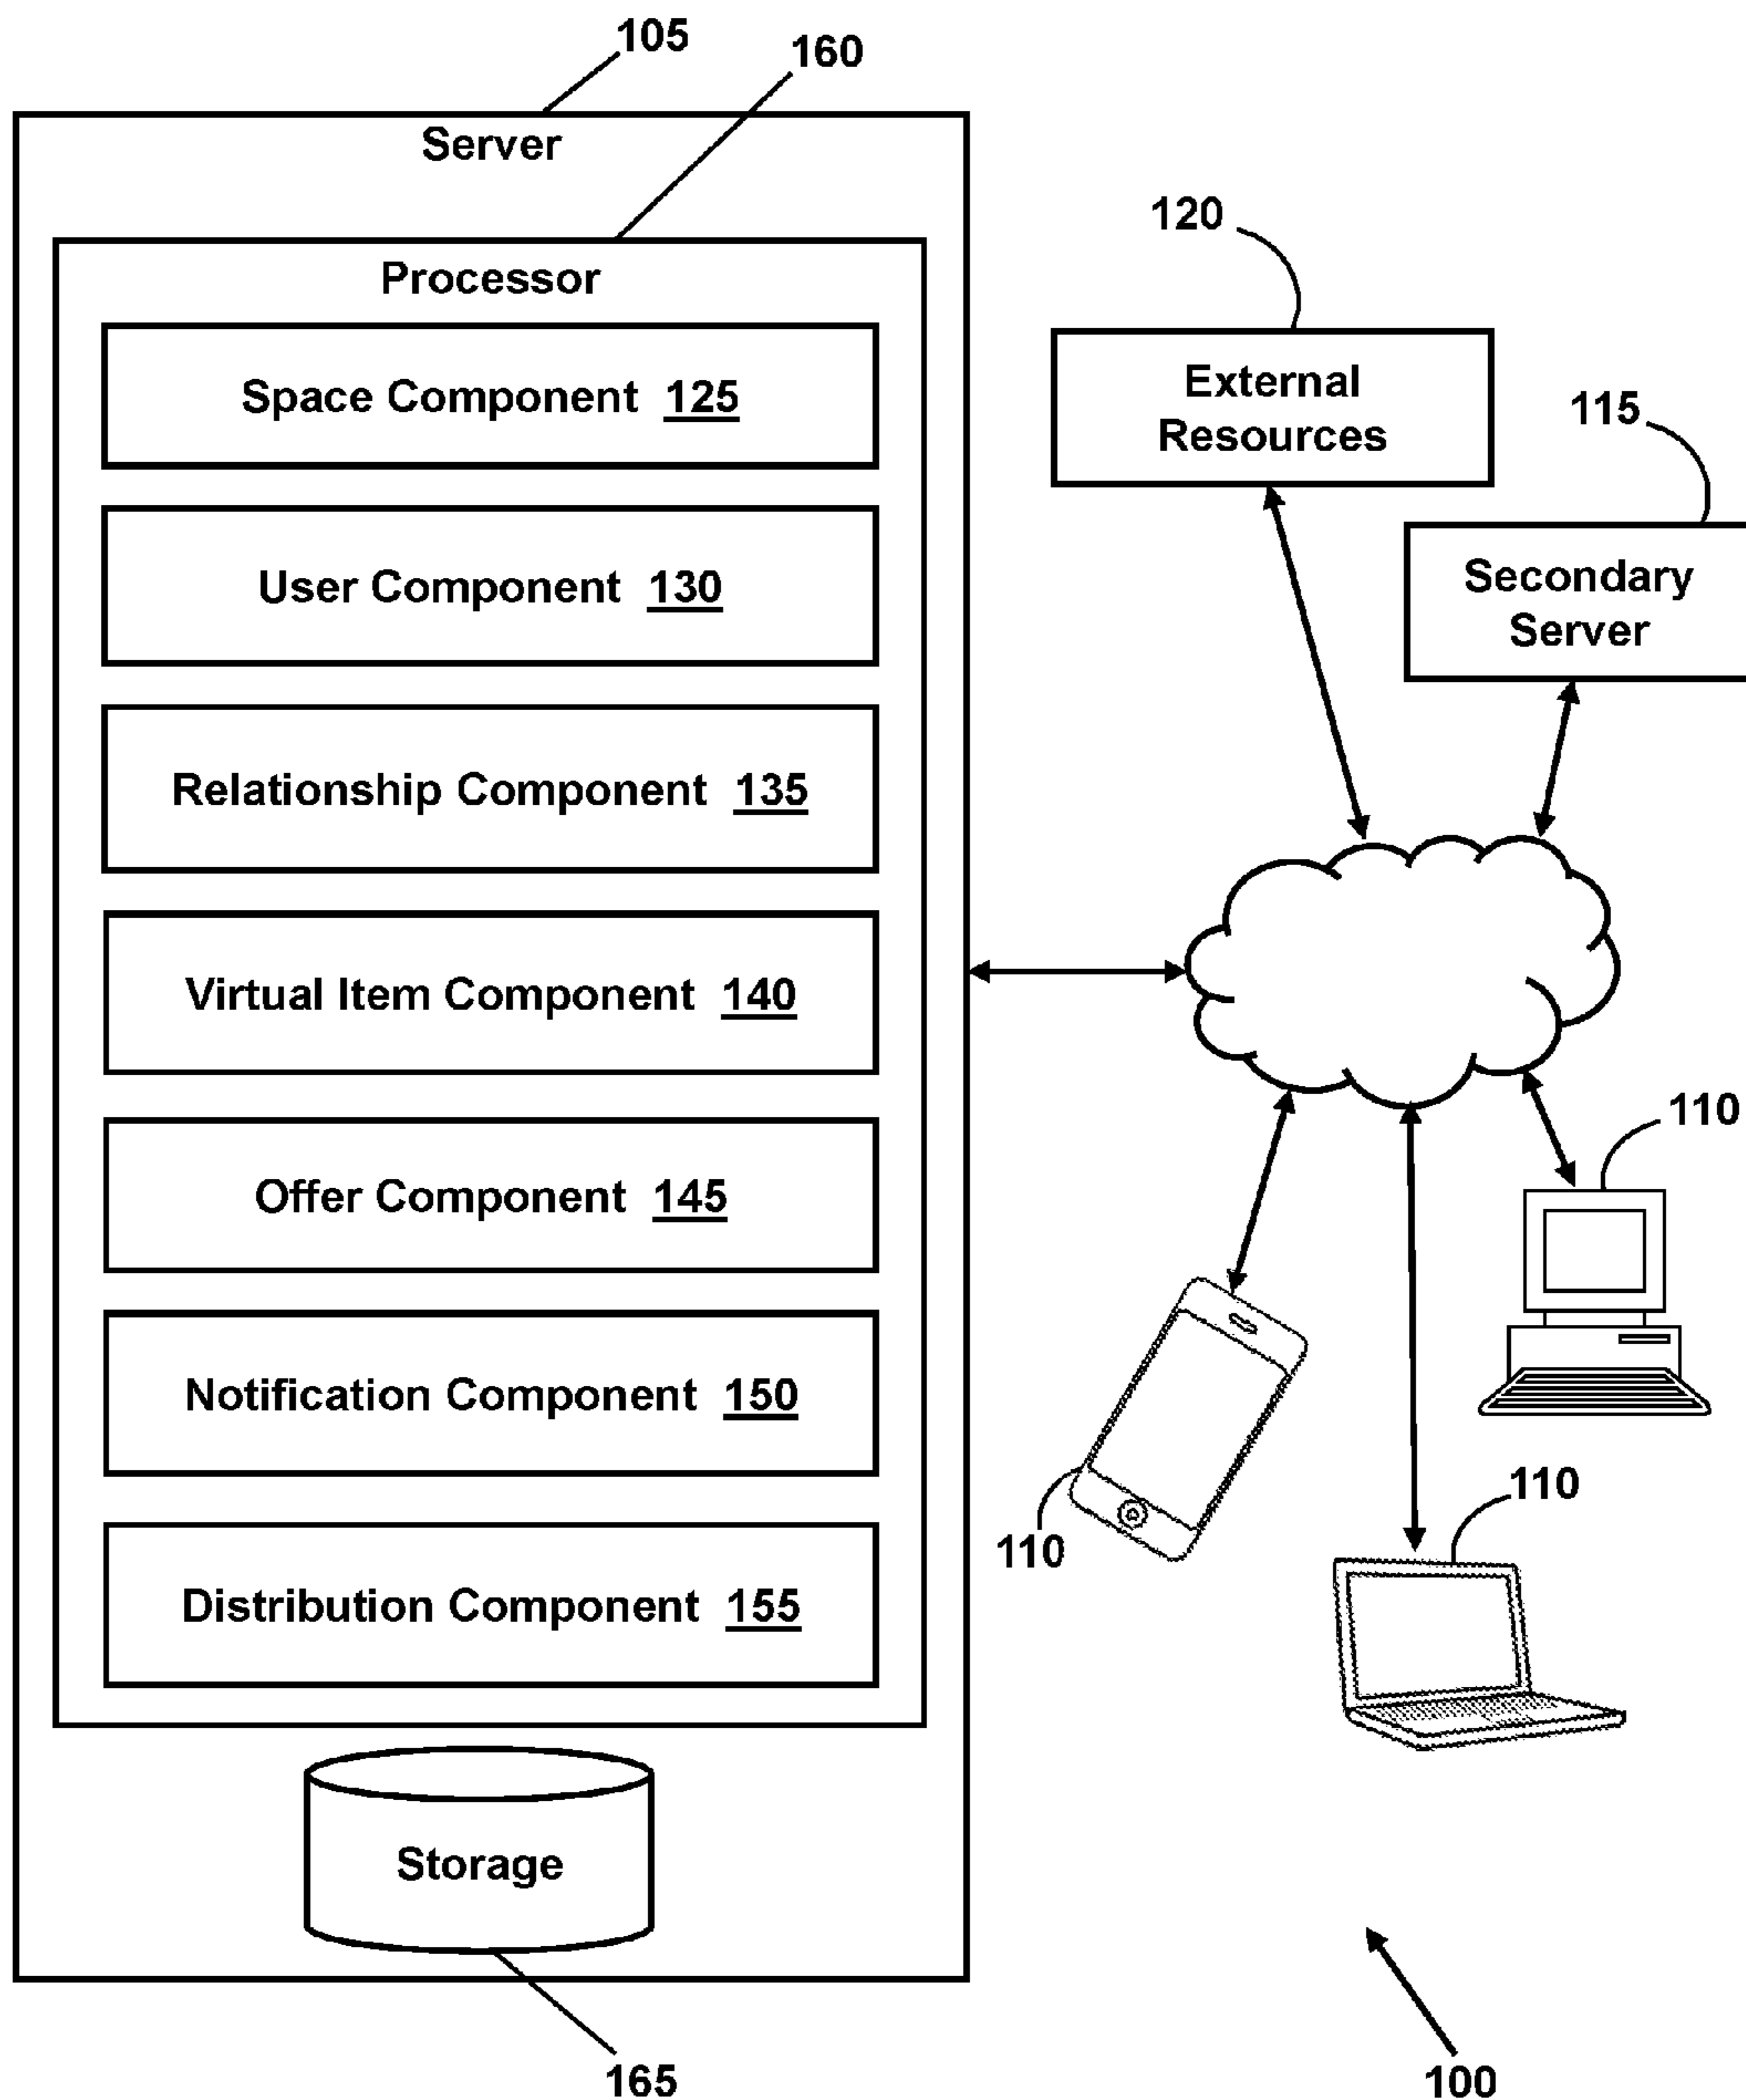 105
160
Server
Processor
Space Component 125
User Component 130
Relationship Component 135
Virtual Item Component 140
Offer Component 145
Notification Component 150
Distribution Component 155
Storage
165
120
External
Resources
115
Secondary
Server
110
110
110
100